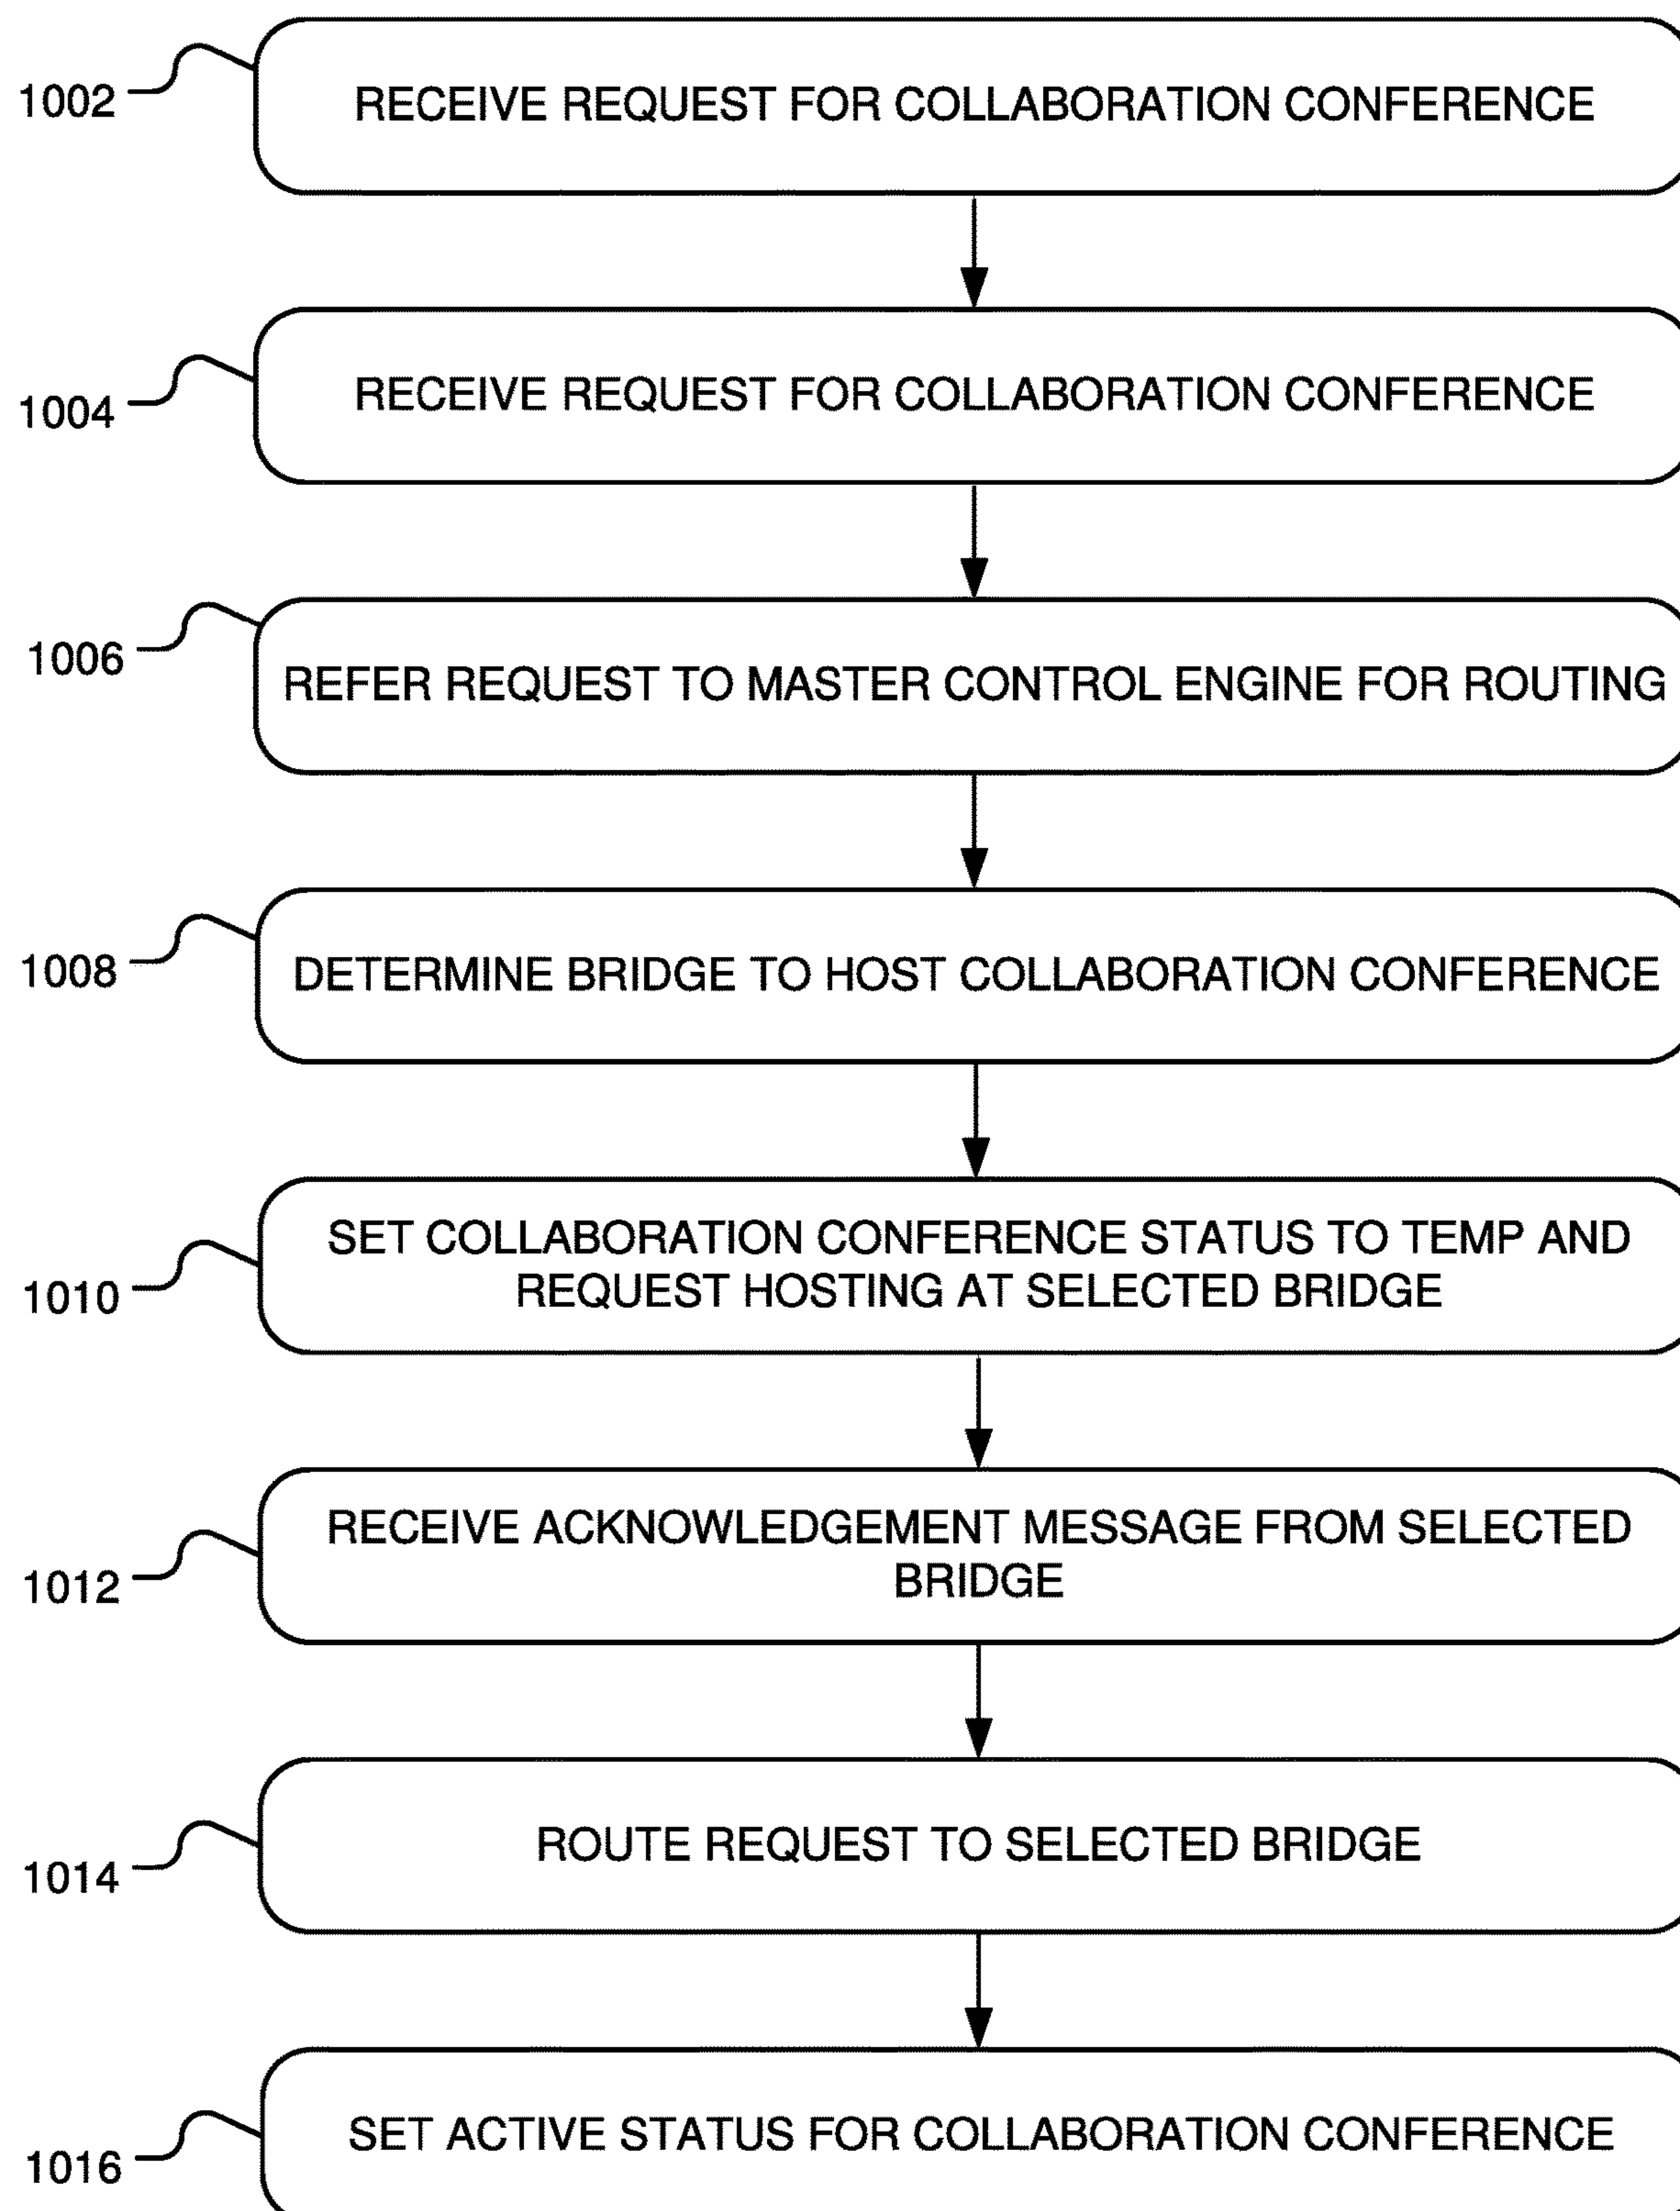 1002
RECEIVE REQUEST FOR COLLABORATION CONFERENCE
1004
RECEIVE REQUEST FOR COLLABORATION CONFERENCE
1006
REFER REQUEST TO MASTER CONTROL ENGINE FOR ROUTING
1008
DETERMINE BRIDGE TO HOST COLLABORATION CONFERENCE
1010
SET COLLABORATION CONFERENCE STATUS TO TEMP AND
REQUEST HOSTING AT SELECTED BRIDGE
1012
RECEIVE ACKNOWLEDGEMENT MESSAGE FROM SELECTED
BRIDGE
1014
ROUTE REQUEST TO SELECTED BRIDGE
1016
SET ACTIVE STATUS FOR COLLABORATION CONFERENCE